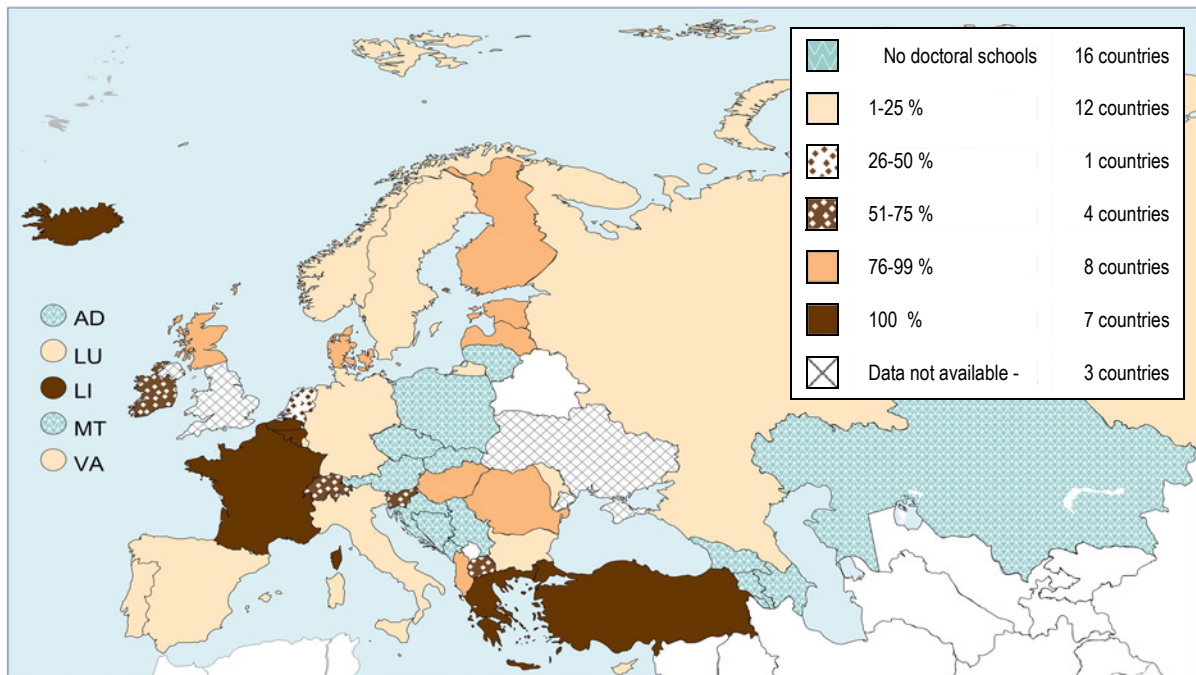 No doctoral schools 16 countries
1-25 % 12 countries
26-50 % 1 countries
51-75 % 4 countries
76-99 % 8 countries
100 % 7 countries
Data not available - 3 countries
AD
LU
LI
MT
VA